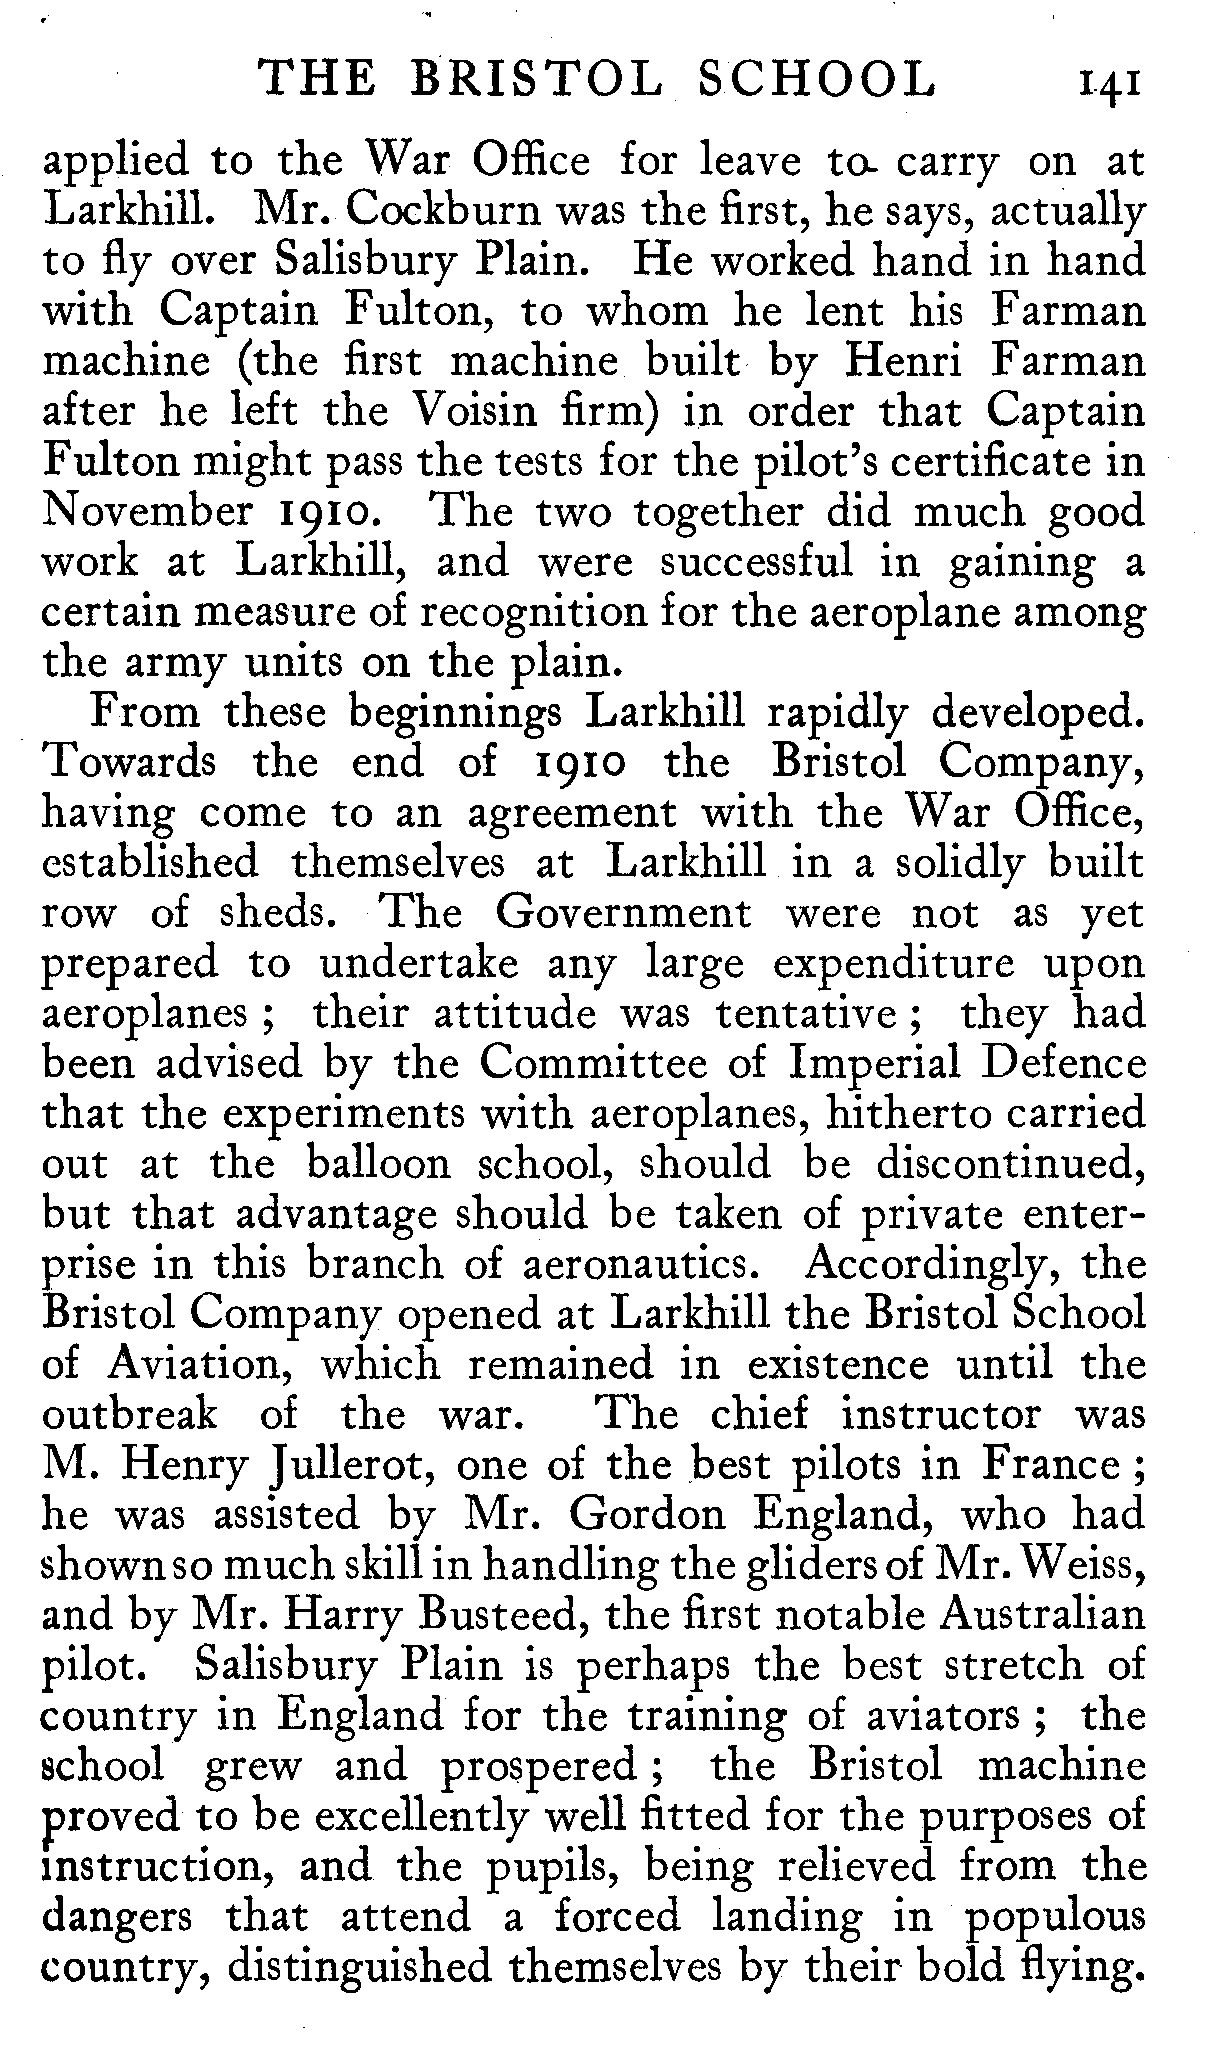 THE BRISTOL SCHOOL 141
applied to the War Office for leave to carry on at
Larkhill. Mr. Cockburn was the first, he says, actually
to fly over Salisbury Plain. He worked hand in hand
with Captain Fulton, to whom he lent his Farman
machine (the first machine built by Henri Farman
after he left the Voisin firm) in order that Captain
Fulton might pass the tests for the pilot's certificate in
November 1910. The two together did much good
work at Larkhill, and were successful in gaining a
certain measure of recognition for the aeroplane among
the army units on the plain.
From these beginnings Larkhill rapidly developed.
Towards the end of 1910 the Bristol Company,
having come to an agreement with the War Office,
established themselves at Larkhill in a solidly built
row of sheds. The Government were not as yet
prepared to undertake any large expenditure upon
aeroplanes ; their attitude was tentative ; they had
been advised by the Committee of Imperial Defence
that the experiments with aeroplanes, hitherto carried
out at the balloon school, should be discontinued,
but that advantage should be taken of private enter-
prise in this branch of aeronautics. Accordingly, the
Bristol Company opened at Larkhill the Bristol School
of Aviation, which remained in existence until the
outbreak of the war. The chief instructor was
M. Henry Jullerot, one of the best pilots in France ;
he was assisted by Mr. Gordon England, who had
shown so much skill in handling the gliders of Mr. Weiss,
and by Mr. Harry Busteed, the first notable Australian
pilot. Salisbury Plain is perhaps the best stretch of
country in England for the training of aviators ; the
school grew and prospered ; the Bristol machine
proved to be excellently well fitted for the purposes of
instruction, and the pupils, being relieved from the
dangers that attend a forced landing in populous
country, distinguished themselves by their bold flying.